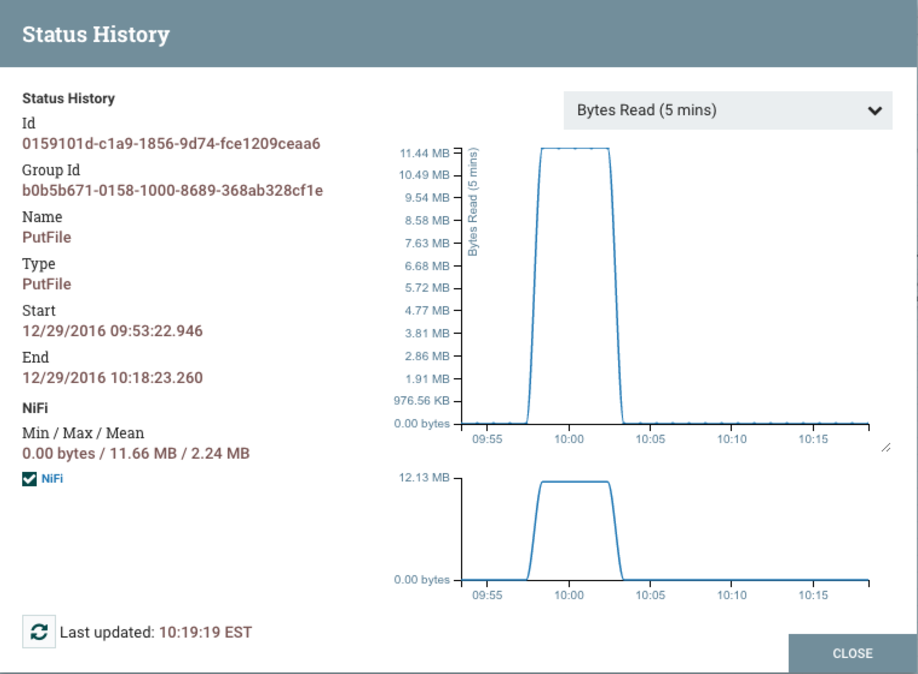 Status History
Status History
Id
0159101d-c1a9-1856-9d74-fce1209ceaa6
Group Id
b0b5b671-0158-1000-8689-368ab328cf1e
Name
PutFile
Type
PutFile
Start
12/29/2016 09:53:22.946
End
12/29/2016 10:18:23.260
NiFi
Min / Max / Mean
0.00 bytes / 11.66 MB / 2.24 MB
NiFi
Bytes Read (5 mins)
Bytes Read (5 mins)
11.44 MB
10.49 MB
9.54 MB
8.58 MB
7.63 MB
6.68 MB
5.72 MB
4.77 MB
3.81 MB
2.86 MB
1.91 MB
976.56 KB
0.00 bytes
09:55 10:00 10:05 10:10 10:15
12.13 MB
0.00 bytes
09:55 10:00 10:05 10:10 10:15
Last updated: 10:19:19 EST
CLOSE